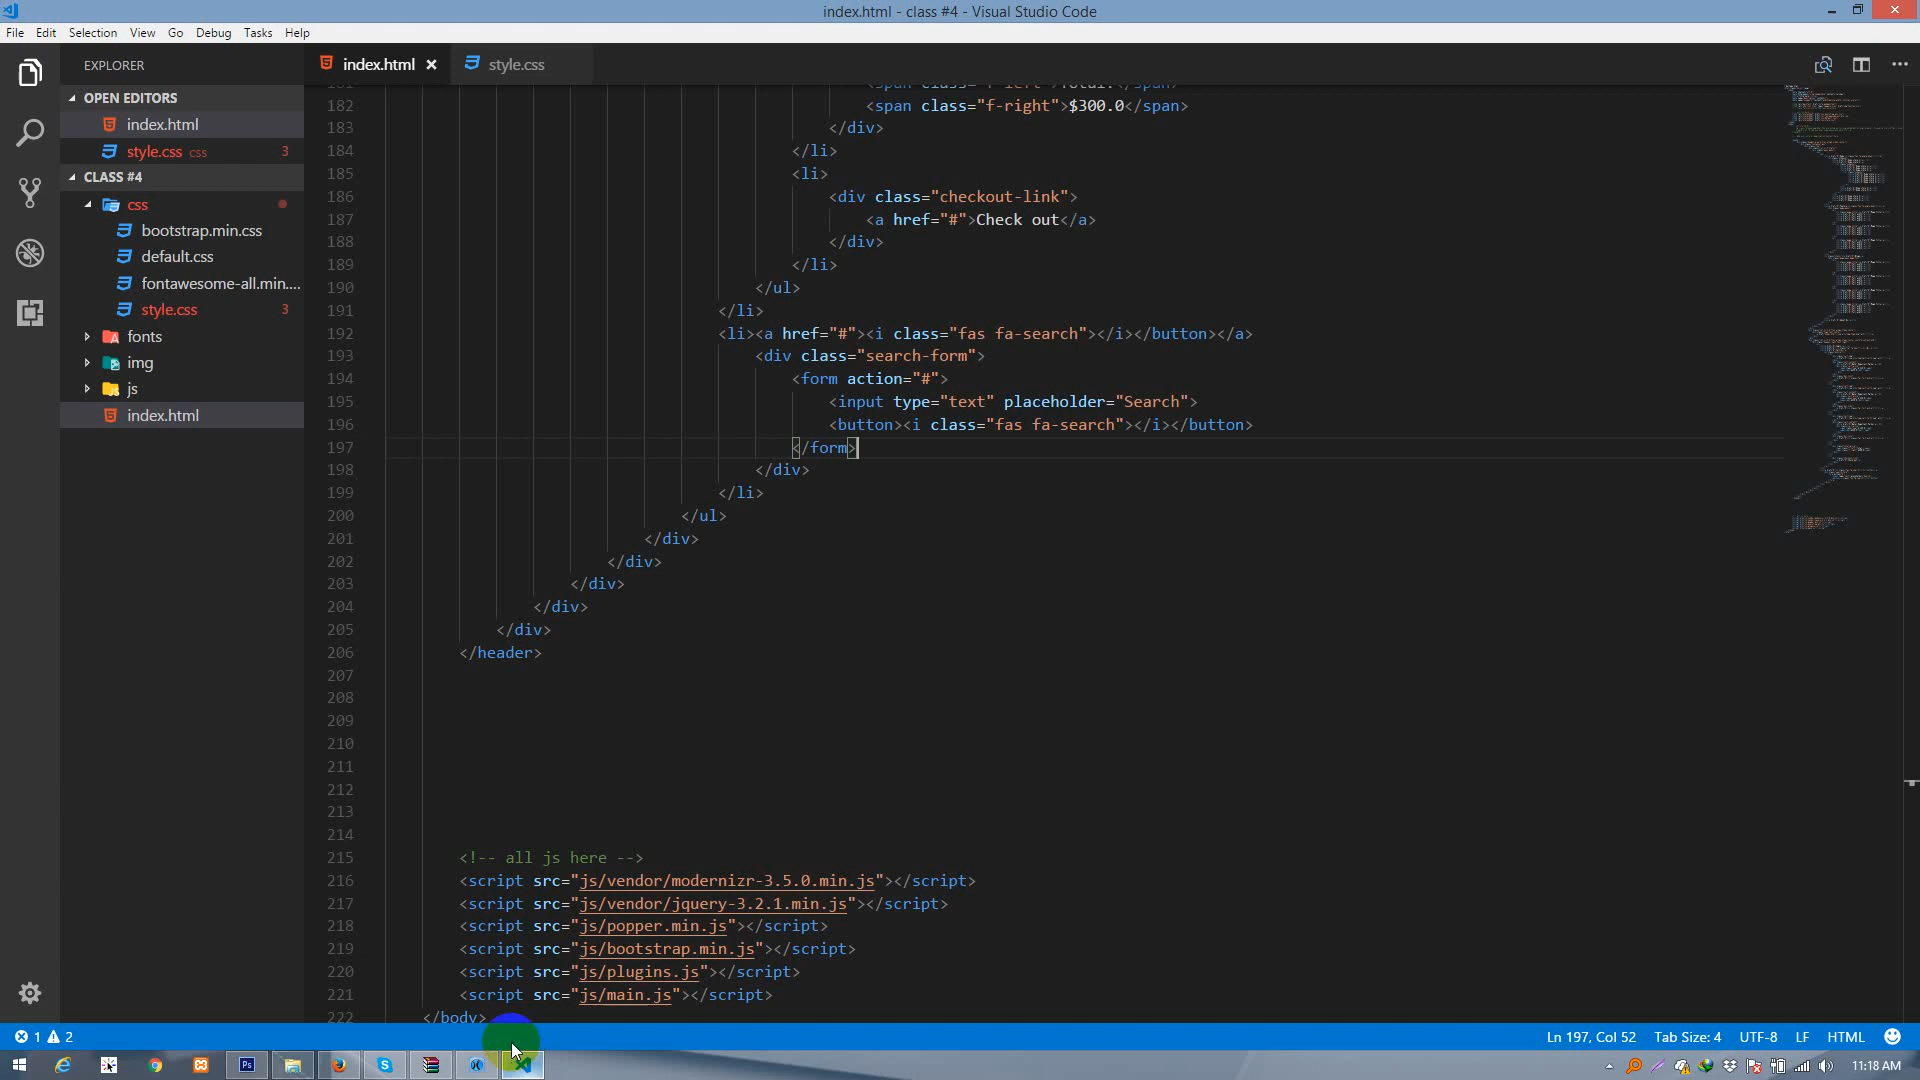 index.html - class #4 - Visual Studio Code
File Edit Selection View Go Debug Tasks Help
EXPLORER
OPEN EDITORS
index.html
style.css css 3
CLASS #4
css
bootstrap.min.css
default.css
fontawesome-all.min....
style.css 3
fonts
img
js
index.html
index.html
style.css
182 <span class="f-right">$300.0</span>
183 </div>
184 </li>
185 <li>
186 <div class="checkout-link">
187 <a href="#">Check out</a>
188 </div>
189 </li>
190 </ul>
191 </li>
192 <li><a href="#"><i class="fas fa-search"></i></button></a>
193 <div class="search-form">
194 <form action="#">
195 <input type="text" placeholder="Search">
196 <button><i class="fas fa-search"></i></button>
197 </form>
198 </div>
199 </li>
200 </ul>
201 </div>
202 </div>
203 </div>
204 </div>
205 </div>
206 </header>
207
208
209
210
211
212
213
214
215 <!-- all js here -->
216 <script src="js/vendor/modernizr-3.5.0.min.js"></script>
217 <script src="js/vendor/jquery-3.2.1.min.js"></script>
218 <script src="js/popper.min.js"></script>
219 <script src="js/bootstrap.min.js"></script>
220 <script src="js/plugins.js"></script>
221 <script src="js/main.js"></script>
222 </body>
1 2
Ln 197, Col 52 Tab Size: 4 UTF-8 LF HTML
Ps
11:18 AM